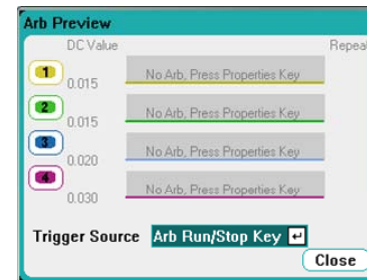 Arb Preview
DC Value Repeat
1 No Arb, Press Properties Key
0.015
2 No Arb, Press Properties Key
0.015
3 No Arb, Press Properties Key
0.020
4 No Arb, Press Properties Key
0.030
Trigger Source Arb Run/Stop Key
Close